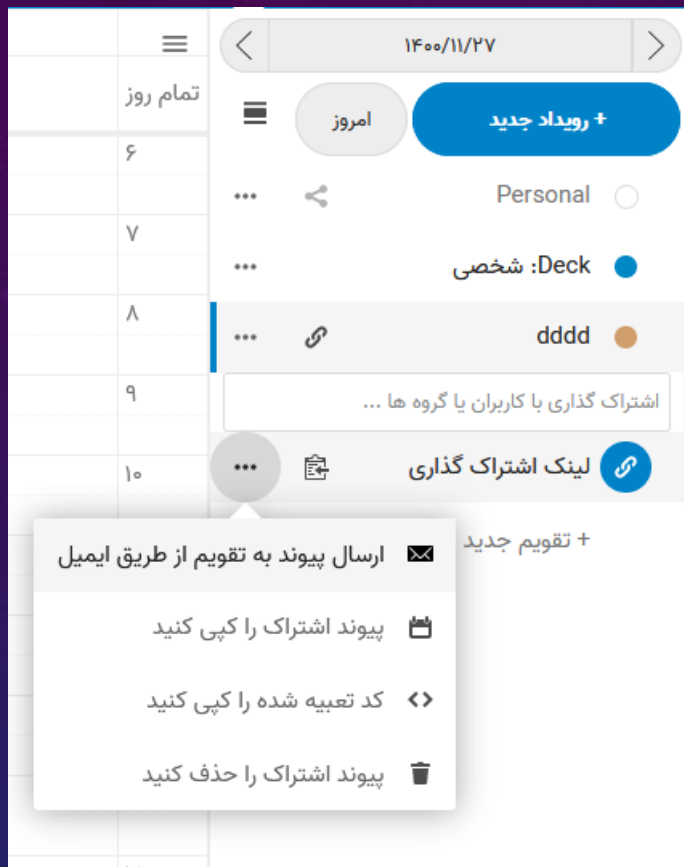 ۱۴۰۰/۱۱/۲۷
+ رویداد جدید
امروز
تمام روز
Personal
Deck: شخصی
dddd
اشتراک گذاری با کاربران یا گروه ها ...
لینک اشتراک گذاری
+ تقویم جدید
ارسال پیوند به تقویم از طریق ایمیل
پیوند اشتراک را کپی کنید
کد تعبیه شده را کپی کنید
پیوند اشتراک را حذف کنید
۶
۷
۸
۹
۱۰